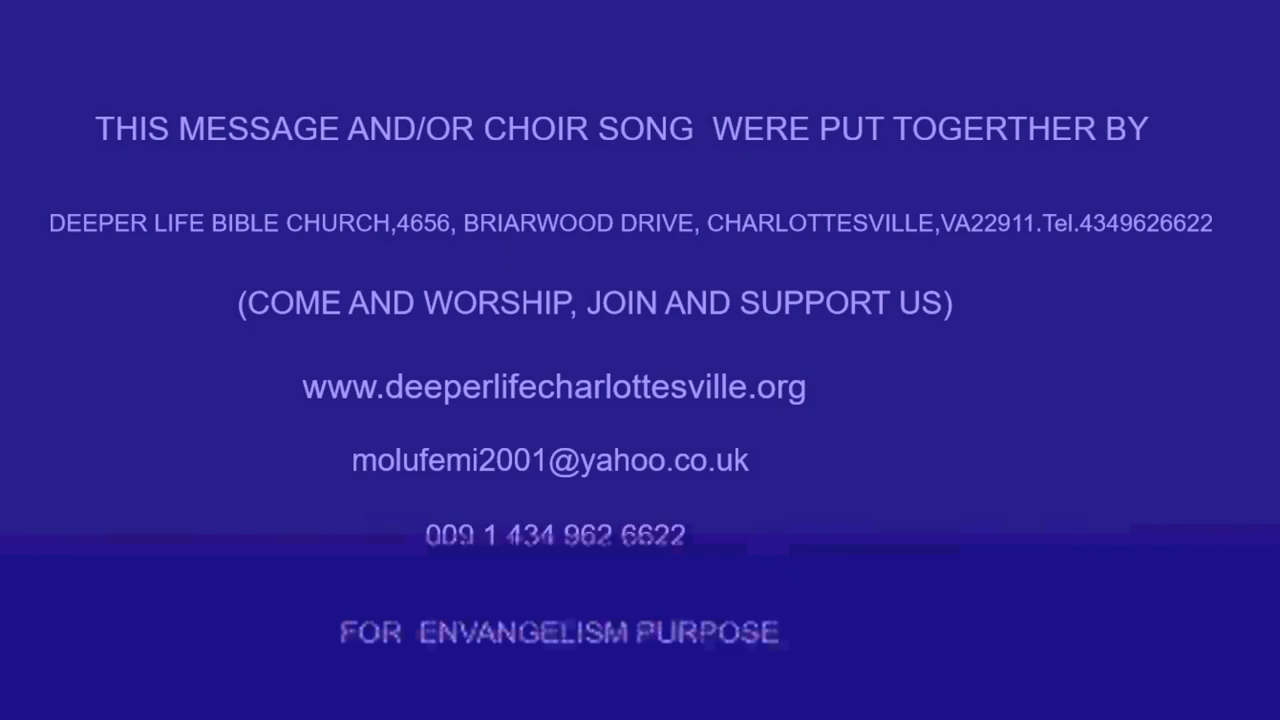 THIS MESSAGE AND/OR CHOIR SONG  WERE PUT TOGERTHER BY
DEEPER LIFE BIBLE CHURCH,4656, BRIARWOOD DRIVE, CHARLOTTESVILLE,VA22911.Tel.4349626622
(COME AND WORSHIP, JOIN AND SUPPORT US)
www.deeperlifecharlottesville.org
molufemi2001@yahoo.co.uk
009 1 434 962 6622
FOR  ENVANGELISM PURPOSE